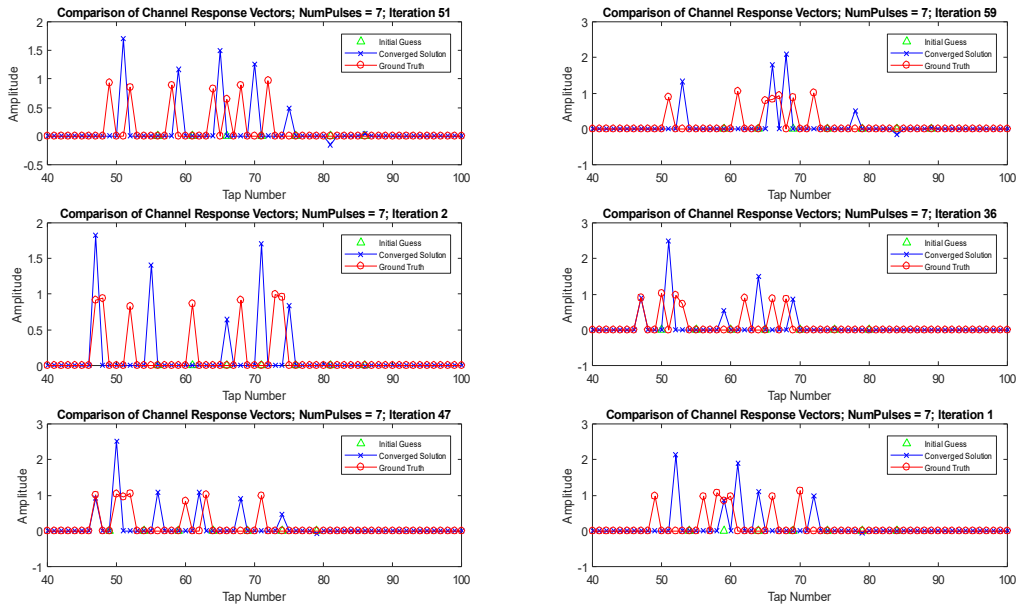 Comparison of Channel Response Vectors; NumPulses = 7; Iteration 51
Amplitude
2
1.5
1
0.5
0
-0.5
Initial Guess
Converged Solution
Ground Truth
40 50 60 70 80 90 100
Tap Number
Comparison of Channel Response Vectors; NumPulses = 7; Iteration 59
Amplitude
3
2
1
0
-1
Initial Guess
Converged Solution
Ground Truth
40 50 60 70 80 90 100
Tap Number
Comparison of Channel Response Vectors; NumPulses = 7; Iteration 2
Amplitude
2
1.5
1
0.5
0
Initial Guess
Converged Solution
Ground Truth
40 50 60 70 80 90 100
Tap Number
Comparison of Channel Response Vectors; NumPulses = 7; Iteration 36
Amplitude
3
2
1
0
-1
Initial Guess
Converged Solution
Ground Truth
40 50 60 70 80 90 100
Tap Number
Comparison of Channel Response Vectors; NumPulses = 7; Iteration 47
Amplitude
3
2
1
0
-1
Initial Guess
Converged Solution
Ground Truth
40 50 60 70 80 90 100
Tap Number
Comparison of Channel Response Vectors; NumPulses = 7; Iteration 1
Amplitude
3
2
1
0
-1
Initial Guess
Converged Solution
Ground Truth
40 50 60 70 80 90 100
Tap Number